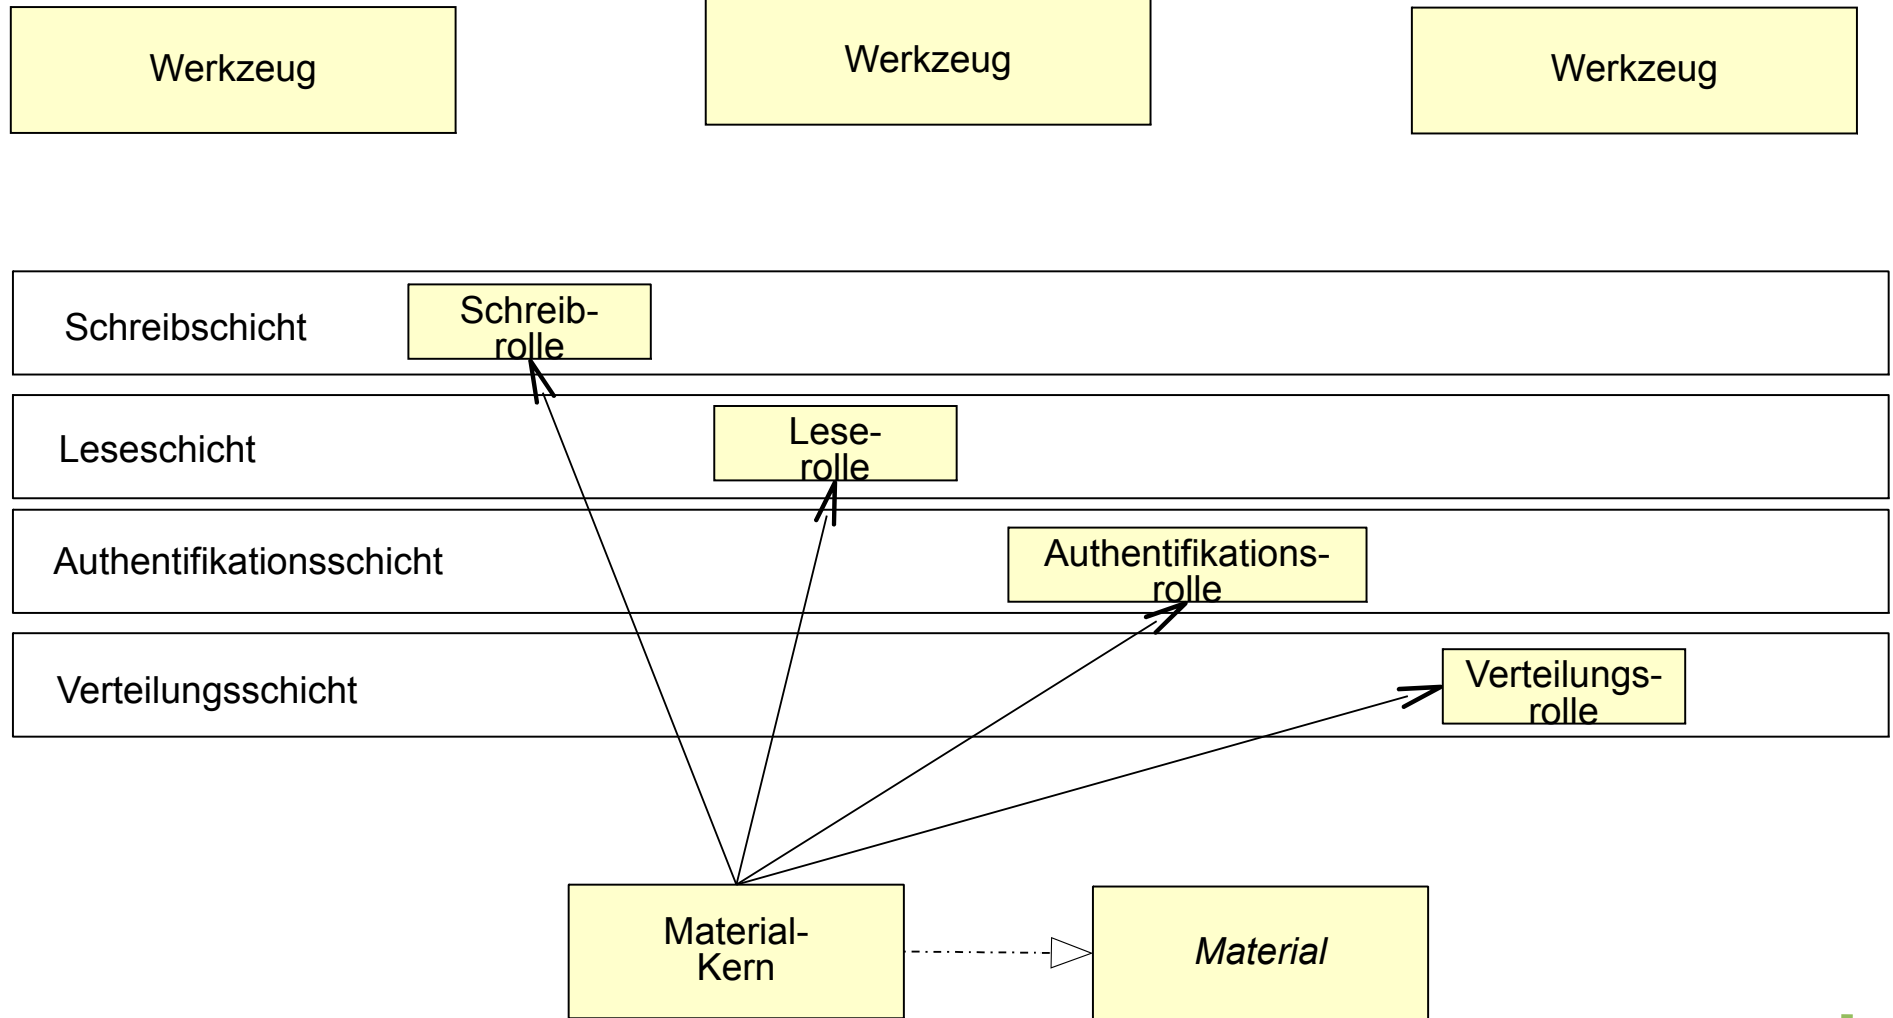 Werkzeug
Werkzeug
Werkzeug
Schreibschicht
Schreib-
rolle
Leseschicht
Lese-
rolle
Authentifikationsschicht
Authentifikations-
rolle
Verteilungsschicht
Verteilungs-
rolle
Material-
Kern
Material